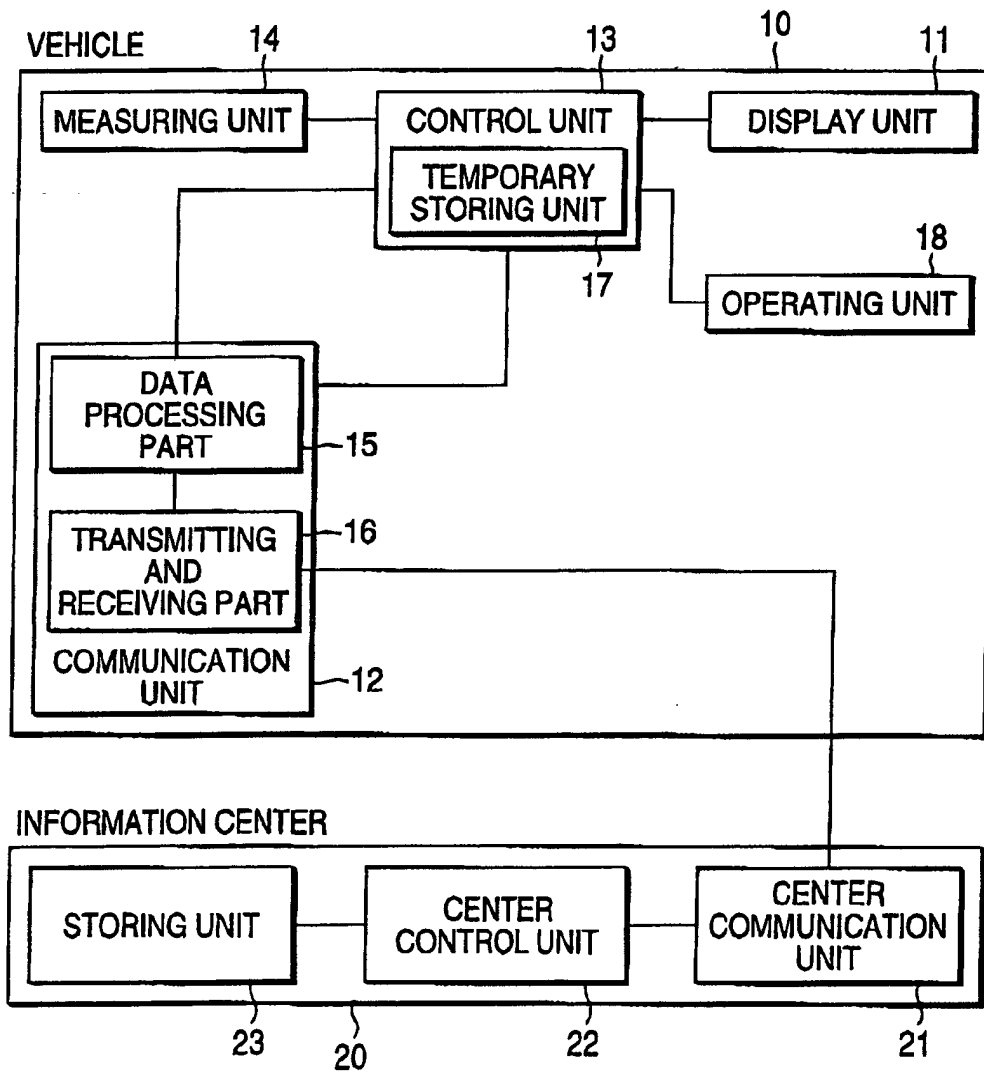 VEHICLE
14
13
10
11
MEASURING UNIT
CONTROL UNIT
DISPLAY UNIT
TEMPORARY
STORING UNIT
17
18
OPERATING UNIT
DATA
PROCESSING
PART
15
TRANSMITTING
AND
RECEIVING PART
16
COMMUNICATION
UNIT
12
INFORMATION CENTER
STORING UNIT
CENTER
CONTROL UNIT
CENTER
COMMUNICATION
UNIT
23
20
22
21